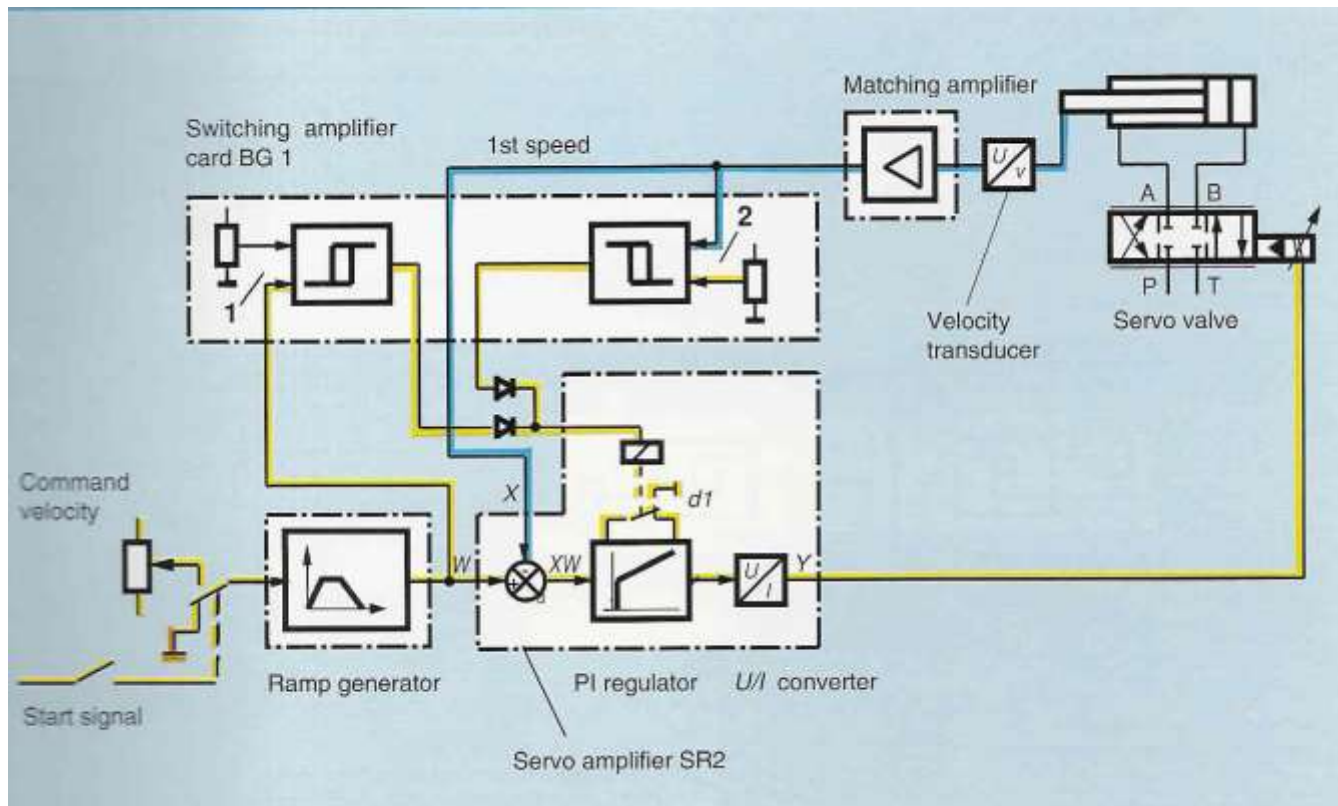 Matching amplifier
Switching amplifier
card BG 1
1st speed
U
v
A
B
2
1
P
T
Velocity
transducer
Servo valve
Command
velocity
X
d1
W
+
-
XW
U
I
Y
Ramp generator
PI regulator
U/I converter
Start signal
Servo amplifier SR2